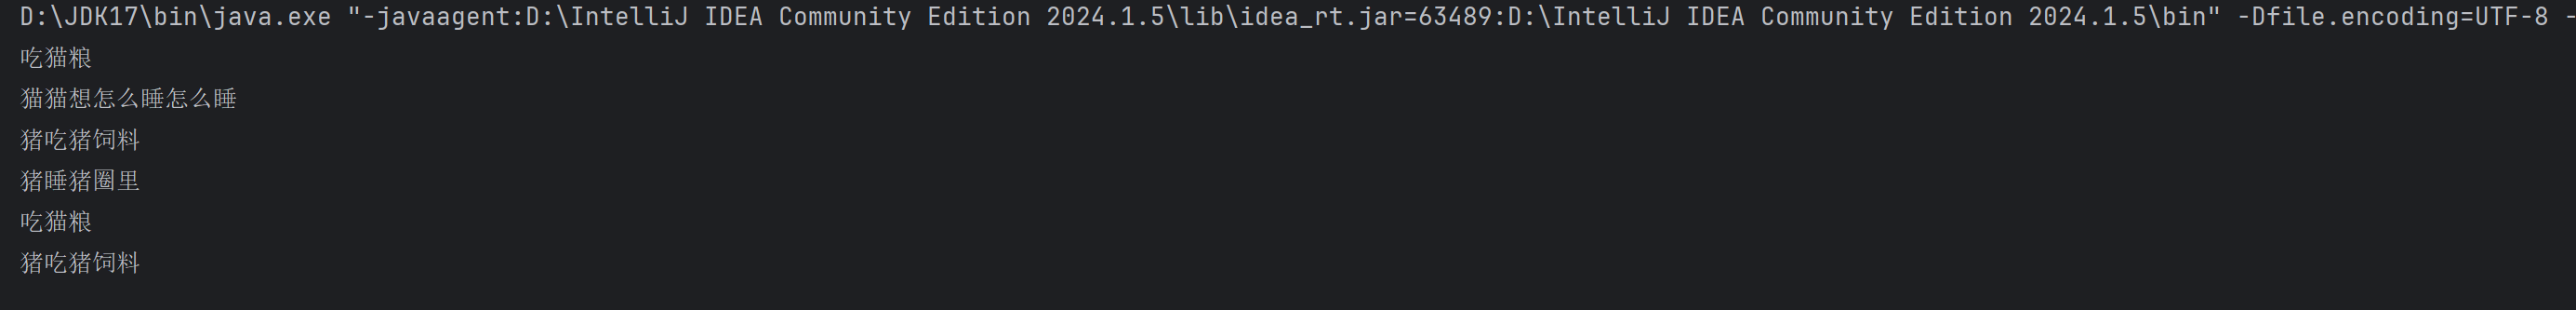 D:\JDK17\bin\java.exe "-javaagent:D:\IntelliJ IDEA Community Edition 2024.1.5\lib\idea_rt.jar=63489:D:\IntelliJ IDEA Community Edition 2024.1.5\bin" -Dfile.encoding=UTF-8 -
吃猫粮
猫猫想怎么睡怎么睡
猪吃猪饲料
猪睡猪圈里
吃猫粮
猪吃猪饲料